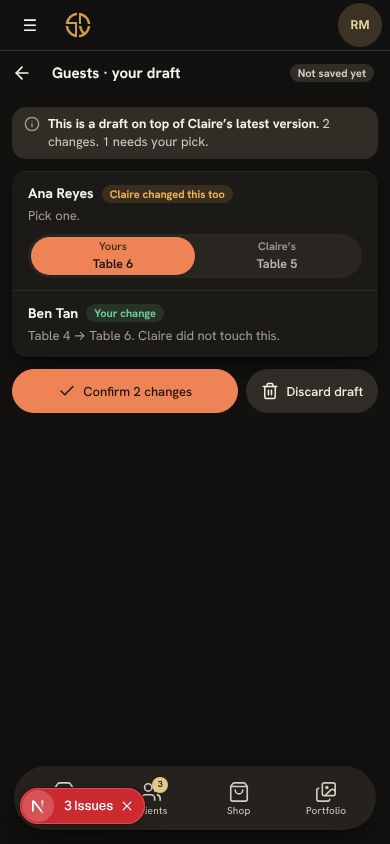 RM
Guests · your draft
Not saved yet
This is a draft on top of Claire’s latest version. 2
changes. 1 needs your pick.
Ana Reyes
Claire changed this too
Pick one.
Yours
Table 6
Claire’s
Table 5
Ben Tan
Your change
Table 4 → Table 6. Claire did not touch this.
Confirm 2 changes
Discard draft
3
Shop
Portfolio
N
3 Issues